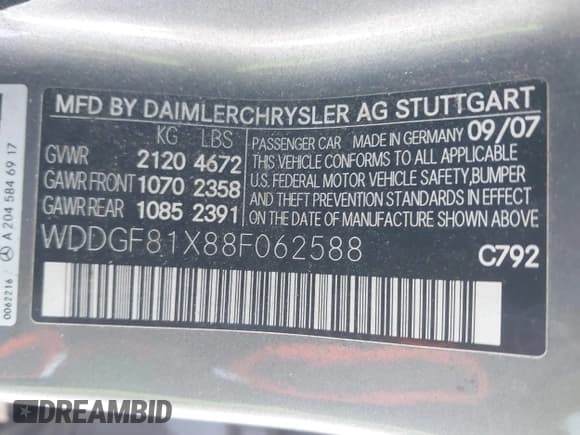 MFD BY DAIMLERCHRYSLER AG STUTTGART
KG LBS
GVWR 2120 4672
GAWR FRONT 1070 2358
GAWR REAR 1085 2391
PASSENGER CAR MADE IN GERMANY 09/07
THIS VEHICLE CONFORMS TO ALL APPLICABLE
U.S. FEDERAL MOTOR VEHICLE SAFETY,BUMPER
AND THEFT PREVENTION STANDARDS IN EFFECT
ON THE DATE OF MANUFACTURE SHOWN ABOVE
WDDGF81X88F062588
C792
0062216 A 204 584 69 17
DREAMBID